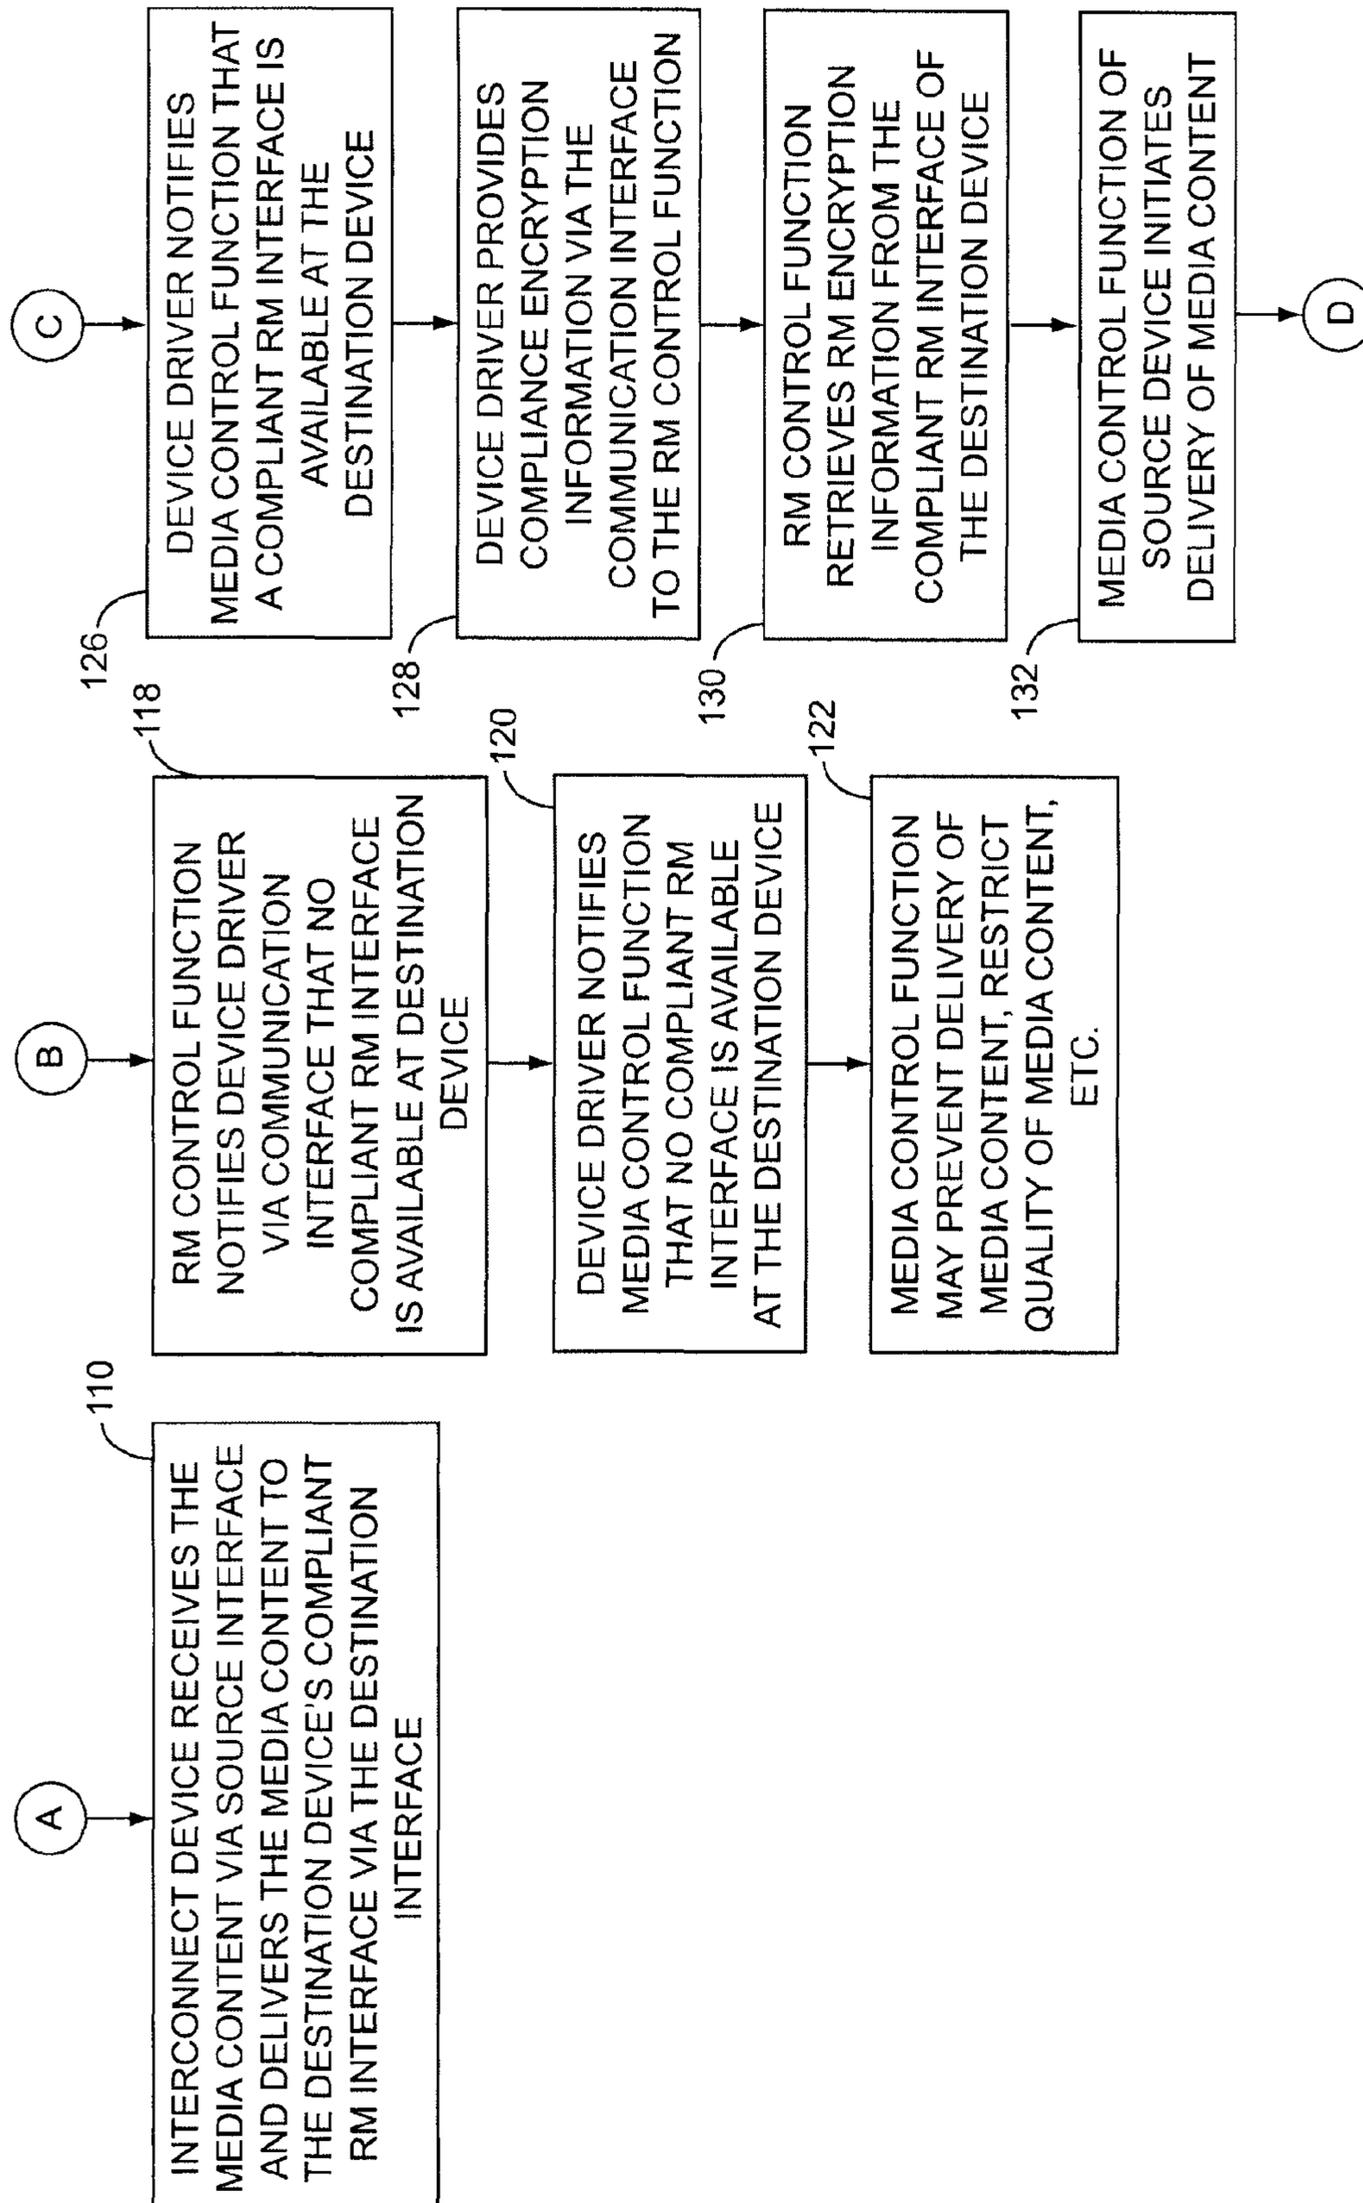 A
110
INTERCONNECT DEVICE RECEIVES THE
MEDIA CONTENT VIA SOURCE INTERFACE
AND DELIVERS THE MEDIA CONTENT TO
THE DESTINATION DEVICE'S COMPLIANT
RM INTERFACE VIA THE DESTINATION
INTERFACE
B
118
RM CONTROL FUNCTION
NOTIFIES DEVICE DRIVER
VIA COMMUNICATION
INTERFACE THAT NO
COMPLIANT RM INTERFACE
IS AVAILABLE AT DESTINATION
DEVICE
120
DEVICE DRIVER NOTIFIES
MEDIA CONTROL FUNCTION
THAT NO COMPLIANT RM
INTERFACE IS AVAILABLE
AT THE DESTINATION DEVICE
122
MEDIA CONTROL FUNCTION
MAY PREVENT DELIVERY OF
MEDIA CONTENT, RESTRICT
QUALITY OF MEDIA CONTENT,
ETC.
C
126
DEVICE DRIVER NOTIFIES
MEDIA CONTROL FUNCTION THAT
A COMPLIANT RM INTERFACE IS
AVAILABLE AT THE
DESTINATION DEVICE
128
DEVICE DRIVER PROVIDES
COMPLIANCE ENCRYPTION
INFORMATION VIA THE
COMMUNICATION INTERFACE
TO THE RM CONTROL FUNCTION
130
RM CONTROL FUNCTION
RETRIEVES RM ENCRYPTION
INFORMATION FROM THE
COMPLIANT RM INTERFACE OF
THE DESTINATION DEVICE
132
MEDIA CONTROL FUNCTION OF
SOURCE DEVICE INITIATES
DELIVERY OF MEDIA CONTENT
D